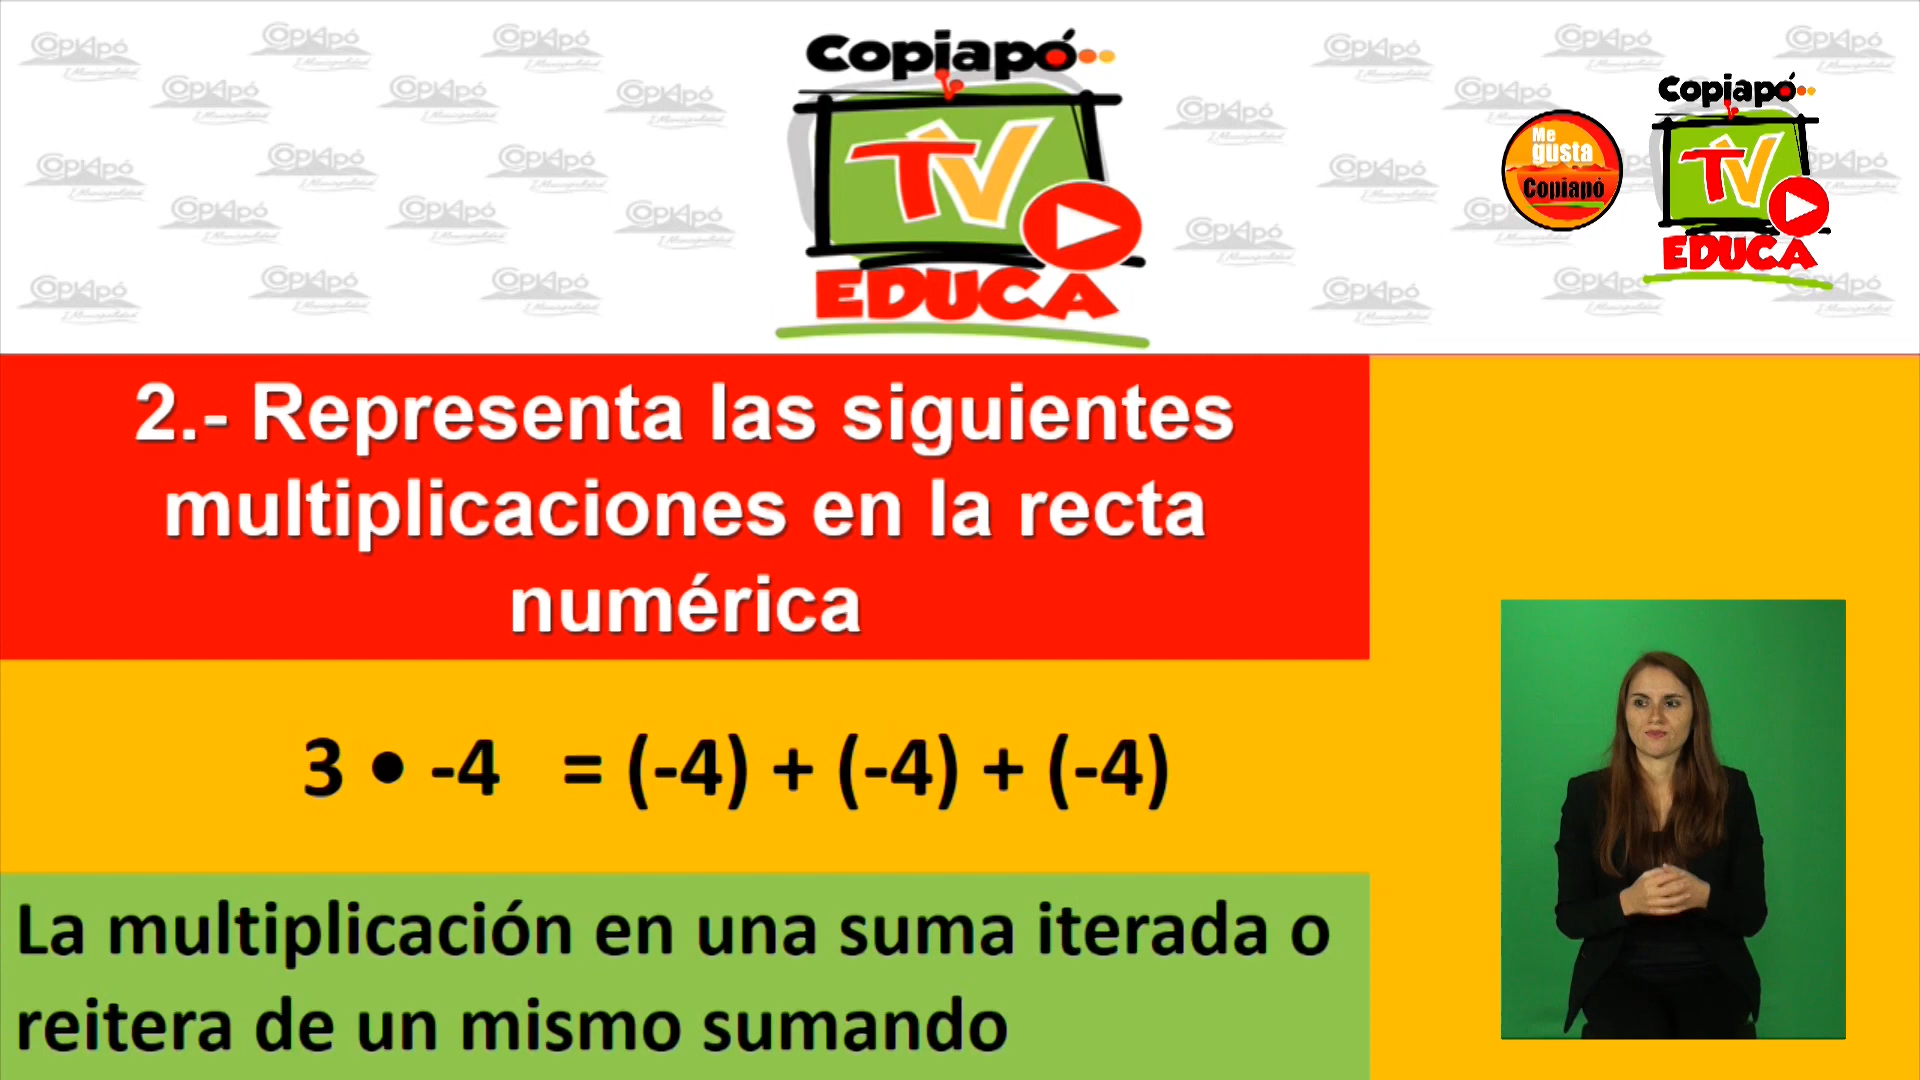 Copiapó
TV
EDUCA
Me
gusta
Copiapó
Copiapó
TV
EDUCA
2.- Representa las siguientes
multiplicaciones en la recta
numérica
3 • -4 = (-4) + (-4) + (-4)
La multiplicación en una suma iterada o
reitera de un mismo sumando